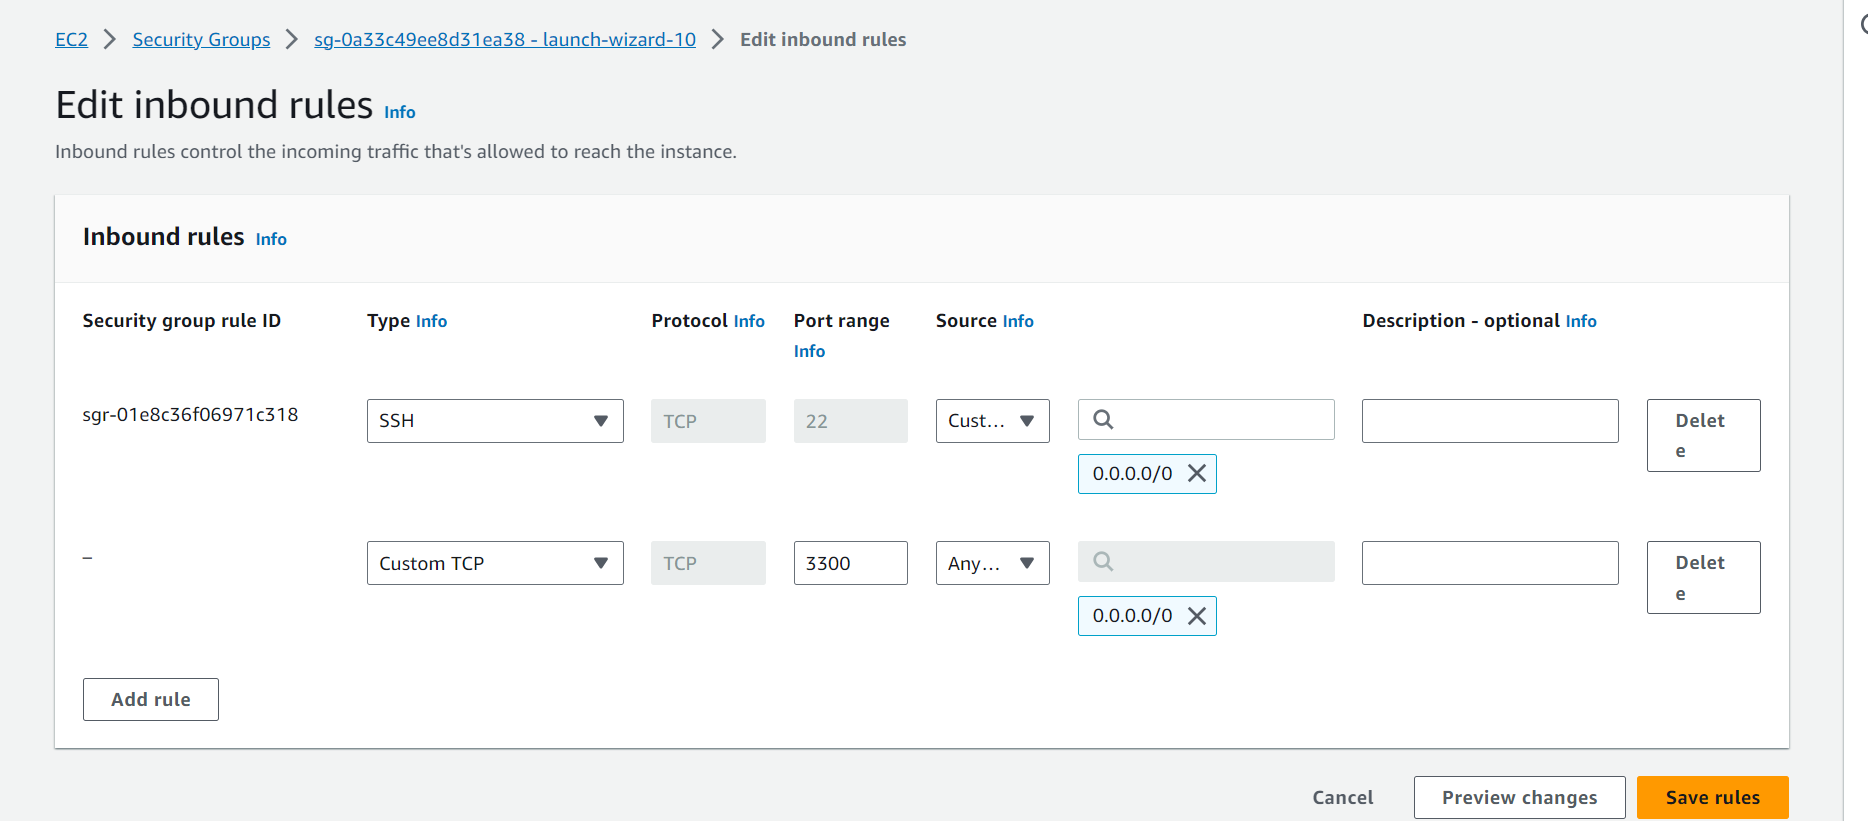 EC2 > Security Groups > sg-0a33c49ee8d31ea38 - launch-wizard-10 > Edit inbound rules
Edit inbound rules Info
Inbound rules control the incoming traffic that's allowed to reach the instance.
Inbound rules Info
Security group rule ID Type Info Protocol Info Port range Source Info Description - optional Info
Info
sgr-01e8c36f06971c318 SSH TCP 22 Cust... Delet
e
0.0.0.0/0
– Custom TCP TCP 3300 Any... Delet
e
0.0.0.0/0
Add rule
Cancel Preview changes Save rules